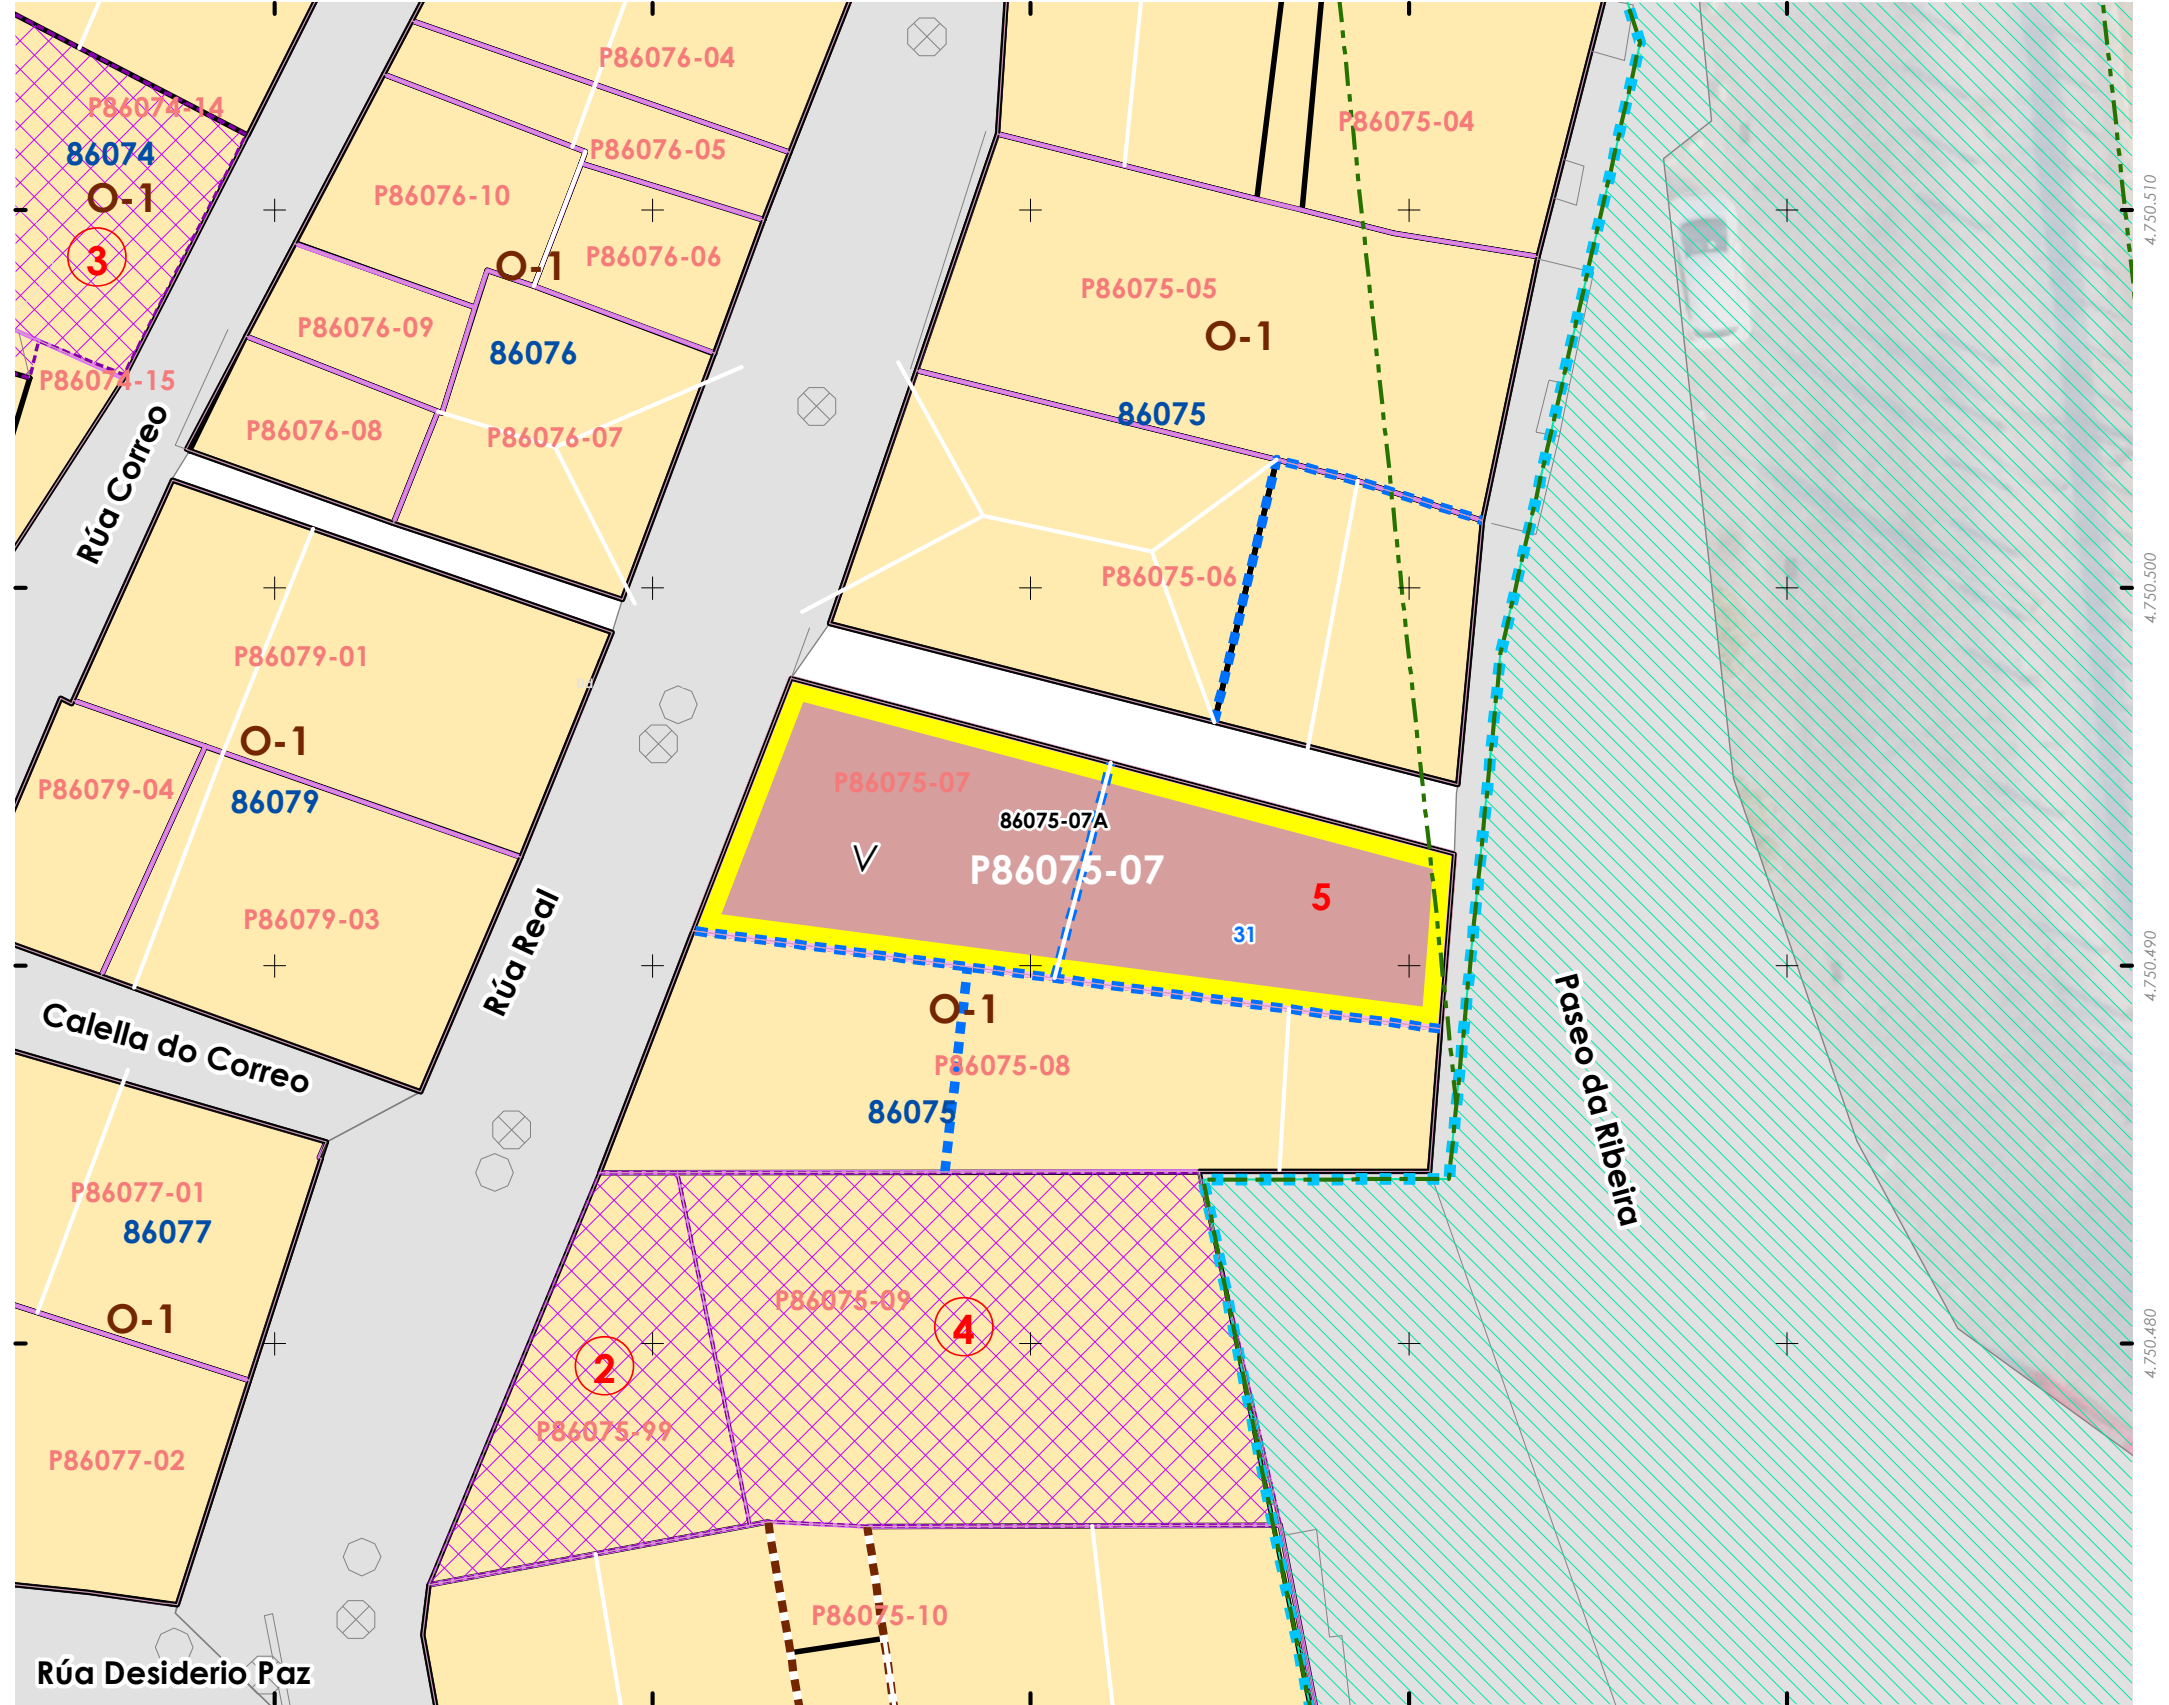 P86076-04
P86074-14
P86075-04
86074
P86076-05
O-1
P86076-10
4.750.510
3
O-1
P86076-06
P86075-05
P86076-09
O-1
86076
P86074-15
86075
P86076-08
P86076-07
Rúa Correo
P86075-06
4.750.500
P86079-01
O-1
P86075-07
P86079-04
86079
86075-07A
V
P86075-07
5
P86079-03
31
Rúa Real
4.750.490
O-1
Calella do Correo
P86075-08
Paseo da Ribeira
86075
P86077-01
86077
P86075-09
O-1
4
4.750.480
2
P86075-99
P86077-02
P86075-10
Rúa Desiderio Paz